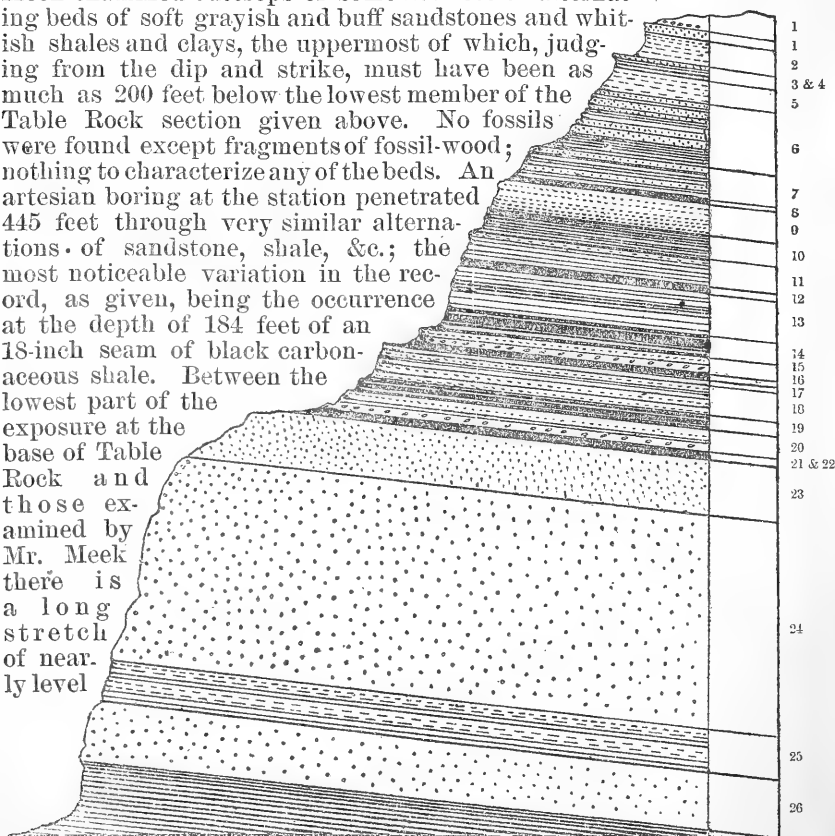 ing beds of soft grayish and buff sandstones and whit-
ish shales and clays, the uppermost of which, judg-
ing from the dip and strike, must have been as
much as 200 feet below the lowest member of the
Table Rock section given above. No fossils
were found except fragments of fossil-wood;
nothing to characterize any of the beds. An
artesian boring at the station penetrated
445 feet through very similar alterna-
tions of sandstone, shale, &c.; the
most noticeable variation in the rec-
ord, as given, being the occurrence
at the depth of 184 feet of an
18-inch seam of black carbon-
aceous shale. Between the
lowest part of the
exposure at the
base of Table
Rock and
those ex-
amined by
Mr. Meek
there is
a long
stretch
of near-
ly level
1
1
2
3 & 4
5
6
7
8
9
10
11
12
13
14
15
16
17
18
19
20
21 & 22
23
24
25
26